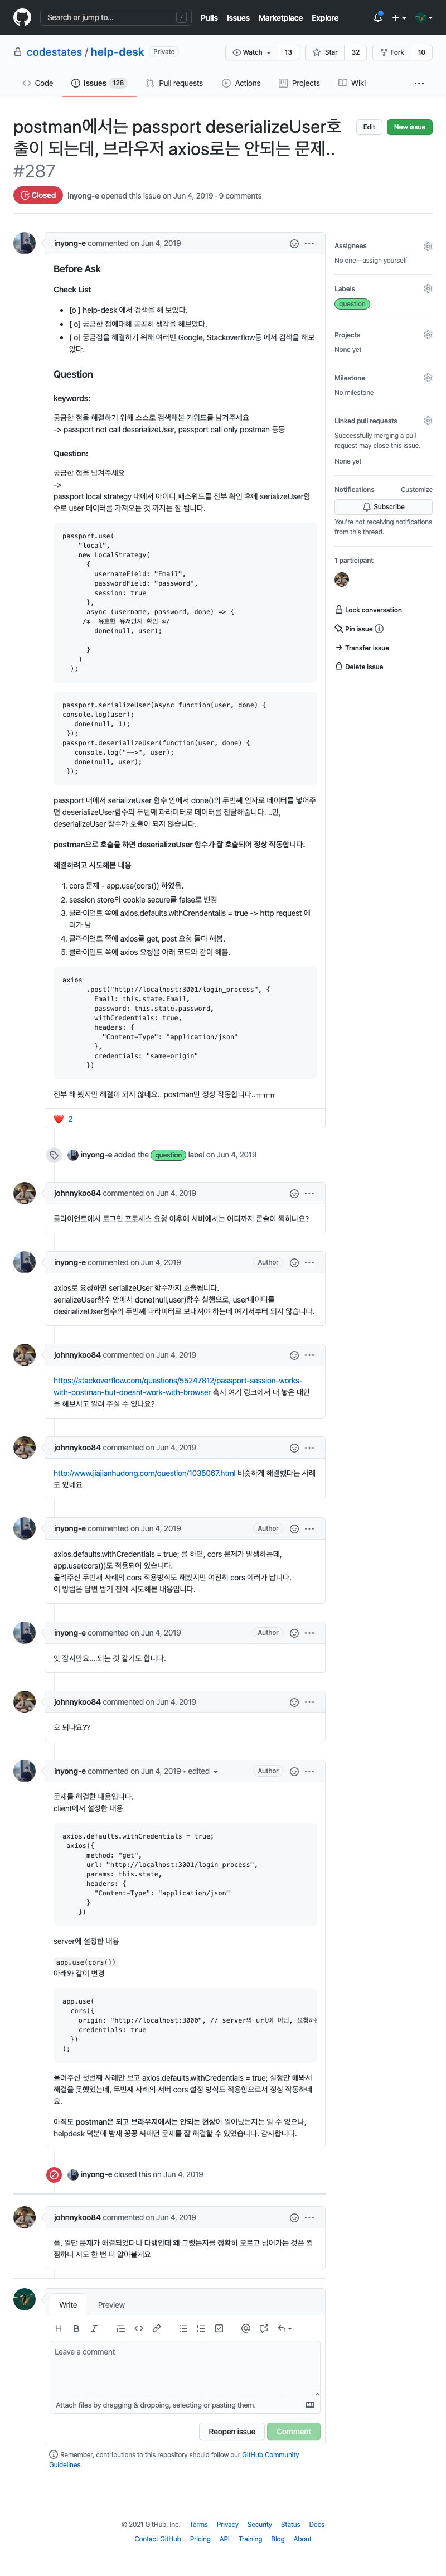 Search or jump to...
/
Pulls
Issues
Marketplace
Explore
codestates / help-desk
Private
Watch
13
Star
32
Fork
10
Code
Issues 128
Pull requests
Actions
Projects
Wiki
postman에서는 passport deserializeUser호
출이 되는데, 브라우저 axios로는 안되는 문제..
#287
Edit
New issue
Closed
inyong-e opened this issue on Jun 4, 2019 · 9 comments
inyong-e commented on Jun 4, 2019
Before Ask
Check List
• [o ] help-desk 에서 검색을 해 보았다.
• [ o] 궁금한 점에대해 곰곰히 생각을 해보았다.
• [ o] 궁금점을 해결하기 위해 여러번 Google, Stackoverflow등 에서 검색을 해보
았다.
Question
keywords:
궁금한 점을 해결하기 위해 스스로 검색해본 키워드를 남겨주세요
-> passport not call deserializeUser, passport call only postman 등등
Question:
궁금한 점을 남겨주세요
->
passport local strategy 내에서 아이디,패스워드를 전부 확인 후에 serializeUser함
수로 user 데이터를 가져오는 것 까지는 잘 됩니다.
passport.use(
"local",
new LocalStrategy(
{
usernameField: "Email",
passwordField: "password",
session: true
},
async (username, password, done) => {
/* 유효한 유저인지 확인 */
done(null, user);
}
)
);
passport.serializeUser(async function(user, done) {
console.log(user);
done(null, 1);
});
passport.deserializeUser(function(user, done) {
console.log("~~>", user);
done(null, user);
});
passport 내에서 serializeUser 함수 안에서 done()의 두번째 인자로 데이터를 넣어주
면 deserializeUser함수의 두번째 파라미터로 데이터를 전달해줍니다. ..만,
deserializeUser 함수가 호출이 되지 않습니다.
postman으로 호출을 하면 deserializeUser 함수가 잘 호출되어 정상 작동합니다.
해결하려고 시도해본 내용
1. cors 문제 - app.use(cors()) 하였음.
2. session store의 cookie secure를 false로 변경
3. 클라이언트 쪽에 axios.defaults.withCrendentails = true -> http request 에
러가 남
4. 클라이언트 쪽에 axios를 get, post 요청 둘다 해봄.
5. 클라이언트 쪽에 axios 요청을 아래 코드와 같이 해봄.
axios
.post("http://localhost:3001/login_process", {
Email: this.state.Email,
password: this.state.password,
withCredentials: true,
headers: {
"Content-Type": "application/json"
},
credentials: "same-origin"
})
전부 해 봤지만 해결이 되지 않네요.. postman만 정상 작동합니다..ㅠㅠㅠ
❤️ 2
inyong-e added the question label on Jun 4, 2019
johnnykoo84 commented on Jun 4, 2019
클라이언트에서 로그인 프로세스 요청 이후에 서버에서는 어디까지 콘솔이 찍히나요?
inyong-e commented on Jun 4, 2019
Author
axios로 요청하면 serializeUser 함수까지 호출됩니다.
serializeUser함수 안에서 done(null,user)함수 실행으로, user데이터를
desirializeUser함수의 두번째 파라미터로 보내져야 하는데 여기서부터 되지 않습니다.
johnnykoo84 commented on Jun 4, 2019
https://stackoverflow.com/questions/55247812/passport-session-works-
with-postman-but-doesnt-work-with-browser 혹시 여기 링크에서 내 놓은 대안
을 해보시고 알려 주실 수 있나요?
johnnykoo84 commented on Jun 4, 2019
http://www.jiajianhudong.com/question/1035067.html 비슷하게 해결했다는 사례
도 있네요
inyong-e commented on Jun 4, 2019
Author
axios.defaults.withCredentials = true; 를 하면, cors 문제가 발생하는데,
app.use(cors())도 적용되어 있습니다.
올려주신 두번재 사례의 cors 적용방식도 해봤지만 여전히 cors 에러가 납니다.
이 방법은 답변 받기 전에 시도해본 내용입니다.
inyong-e commented on Jun 4, 2019
Author
앗 잠시만요....되는 것 같기도 합니다.
johnnykoo84 commented on Jun 4, 2019
오 되나요??
inyong-e commented on Jun 4, 2019 • edited
Author
문제를 해결한 내용입니다.
client에서 설정한 내용
axios.defaults.withCredentials = true;
axios({
method: "get",
url: "http://localhost:3001/login_process",
params: this.state,
headers: {
"Content-Type": "application/json"
}
})
server에 설정한 내용
app.use(cors())
아래와 같이 변경
app.use(
cors({
origin: "http://localhost:3000", // server의 url이 아닌, 요청하는
credentials: true
})
);
올려주신 첫번째 사례만 보고 axios.defaults.withCredentials = true; 설정만 해봐서
해결을 못했었는데, 두번째 사례의 서버 cors 설정 방식도 적용함으로서 정상 작동하네
요.
아직도 postman은 되고 브라우저에서는 안되는 현상이 일어났는지는 알 수 없으나,
helpdesk 덕분에 밤새 꽁꽁 싸매던 문제를 잘 해결할 수 있었습니다. 감사합니다.
inyong-e closed this on Jun 4, 2019
johnnykoo84 commented on Jun 4, 2019
음, 일단 문제가 해결되었다니 다행인데 왜 그랬는지를 정확히 모르고 넘어가는 것은 찜
찜하니 저도 한 번 더 알아볼게요
Write
Preview
Leave a comment
Attach files by dragging & dropping, selecting or pasting them.
Reopen issue
Comment
Remember, contributions to this repository should follow our GitHub Community
Guidelines.
Assignees
No one—assign yourself
Labels
question
Projects
None yet
Milestone
No milestone
Linked pull requests
Successfully merging a pull
request may close this issue.
None yet
Notifications
Customize
Subscribe
You're not receiving notifications
from this thread.
1 participant
Lock conversation
Pin issue
Transfer issue
Delete issue
© 2021 GitHub, Inc.
Terms
Privacy
Security
Status
Docs
Contact GitHub
Pricing
API
Training
Blog
About